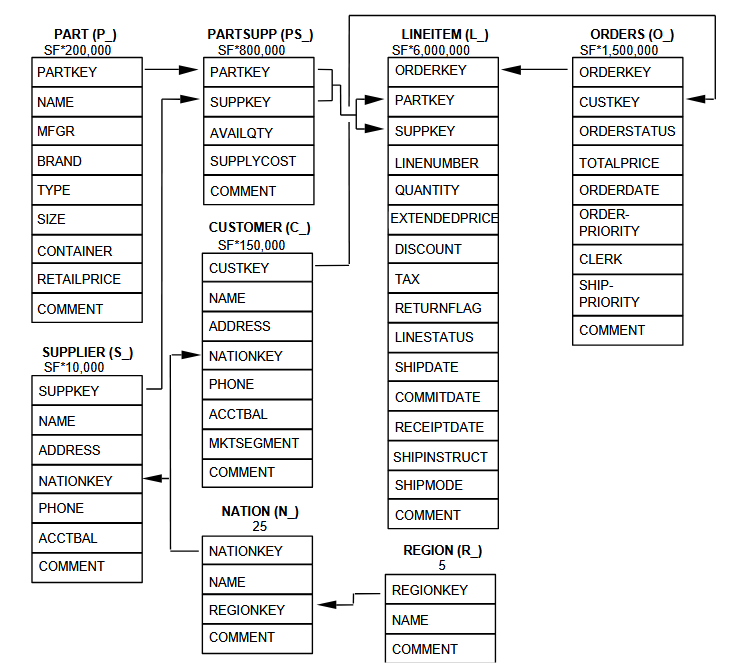 PART (P_)
SF*200,000
PARTKEY
NAME
MFGR
BRAND
TYPE
SIZE
CONTAINER
RETAILPRICE
COMMENT
SUPPLIER (S_)
SF*10,000
SUPPKEY
NAME
ADDRESS
NATIONKEY
PHONE
ACCTBAL
COMMENT
PARTSUPP (PS_)
SF*800,000
PARTKEY
SUPPKEY
AVAILQTY
SUPPLYCOST
COMMENT
CUSTOMER (C_)
SF*150,000
CUSTKEY
NAME
ADDRESS
NATIONKEY
PHONE
ACCTBAL
MKTSEGMENT
COMMENT
NATION (N_)
25
NATIONKEY
NAME
REGIONKEY
COMMENT
LINEITEM (L_)
SF*6,000,000
ORDERKEY
PARTKEY
SUPPKEY
LINENUMBER
QUANTITY
EXTENDEDPRICE
DISCOUNT
TAX
RETURNFLAG
LINESTATUS
SHIPDATE
COMMITDATE
RECEIPTDATE
SHIPINSTRUCT
SHIPMODE
COMMENT
REGION (R_)
5
REGIONKEY
NAME
COMMENT
ORDERS (O_)
SF*1,500,000
ORDERKEY
CUSTKEY
ORDERSTATUS
TOTALPRICE
ORDERDATE
ORDER-
PRIORITY
CLERK
SHIP-
PRIORITY
COMMENT